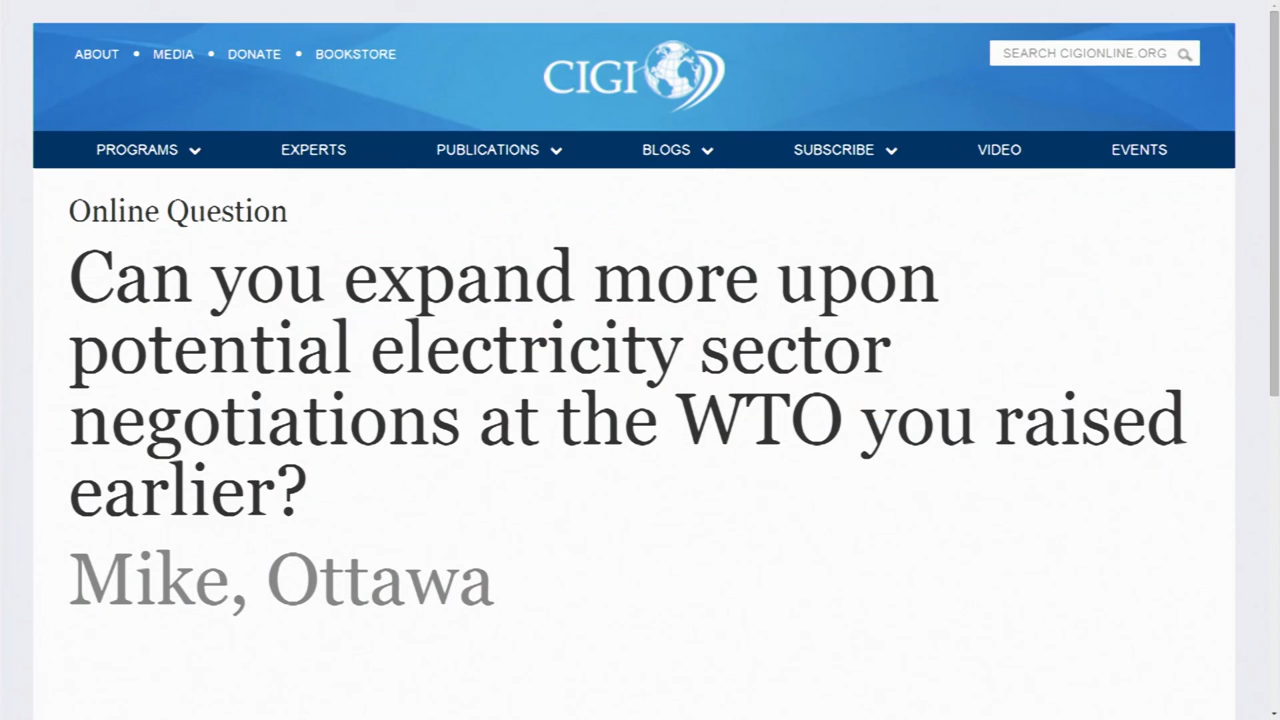 ABOUT • MEDIA • DONATE • BOOKSTORE
CIGI
SEARCH CIGIONLINE.ORG
PROGRAMS EXPERTS PUBLICATIONS BLOGS SUBSCRIBE VIDEO EVENTS
Online Question
Can you expand more upon
potential electricity sector
negotiations at the WTO you raised
earlier?
Mike, Ottawa